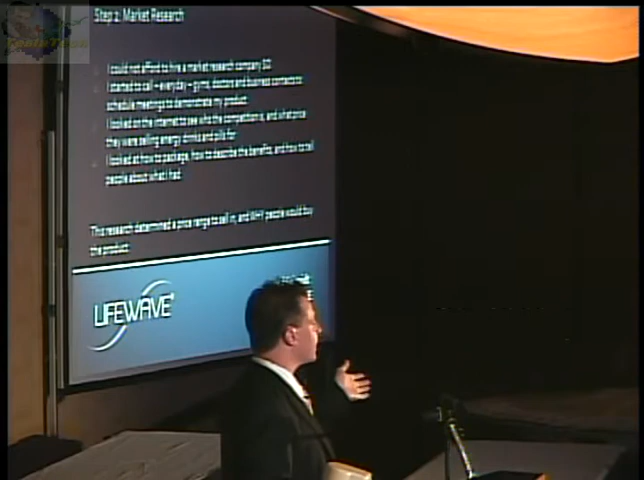 Step 2: Market Research
I could not afford to hire a market research company SO
I started to call - everyday - gyms, doctors and business contacts to
schedule meetings to demonstrate my product
I looked on the internet to see who the competition is, and what price
they were selling energy drinks and pills for
I looked at how to package, how to describe the benefits, and how to tell
people about what I had
This research determined a price range to sell in, and WHY people would buy
the product
LIFEWAVE
TeslaTech